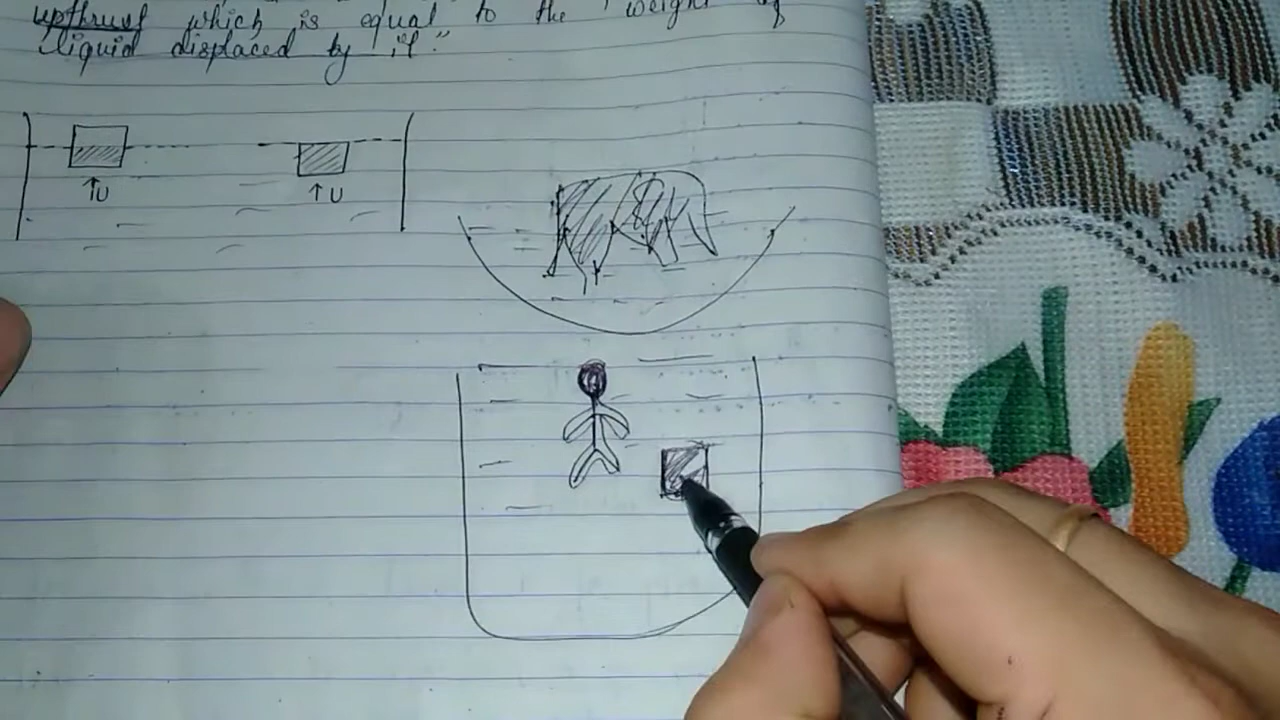 upthrust which is equal to the weight of
liquid displaced by it."
↑U
↑U